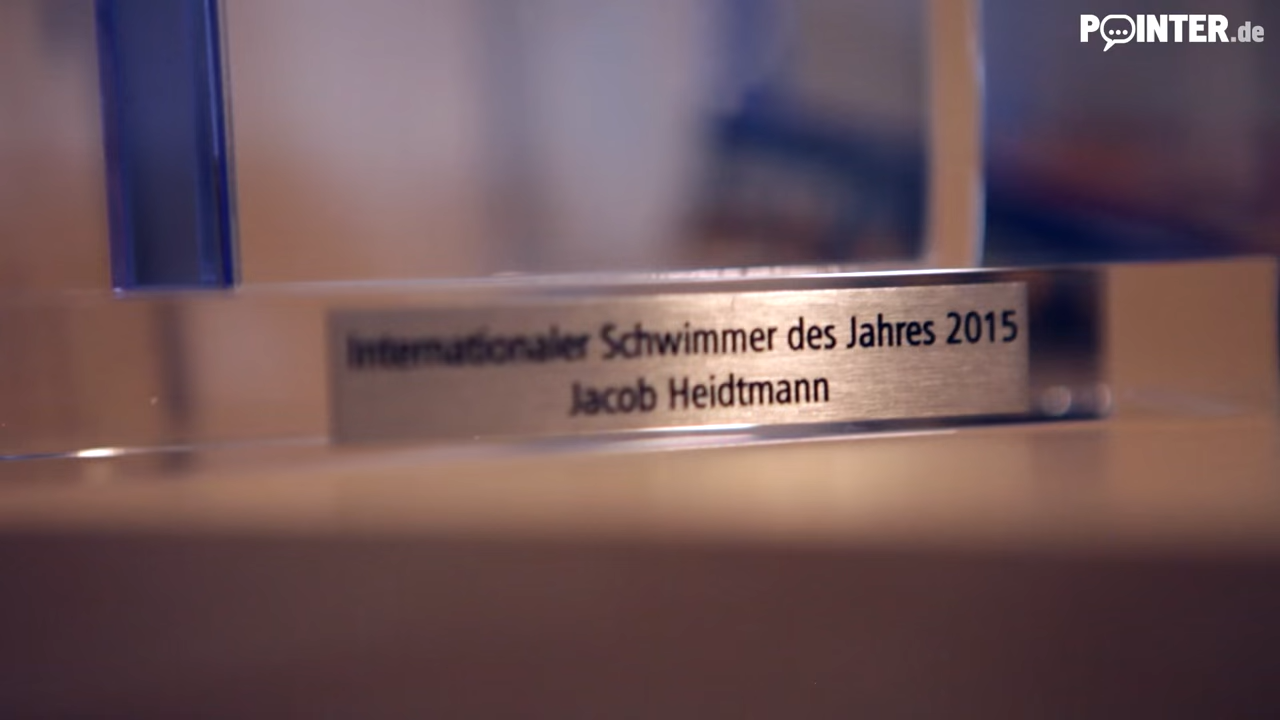 POINTER.de
Internationaler Schwimmer des Jahres 2015
Jacob Heidtmann